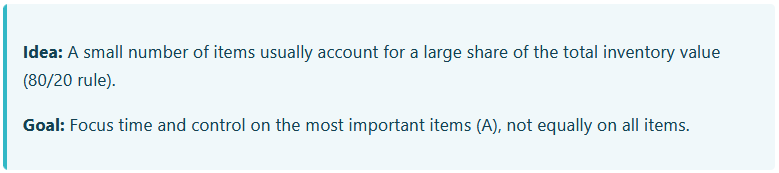 Idea: A small number of items usually account for a large share of the total inventory value
(80/20 rule).
Goal: Focus time and control on the most important items (A), not equally on all items.